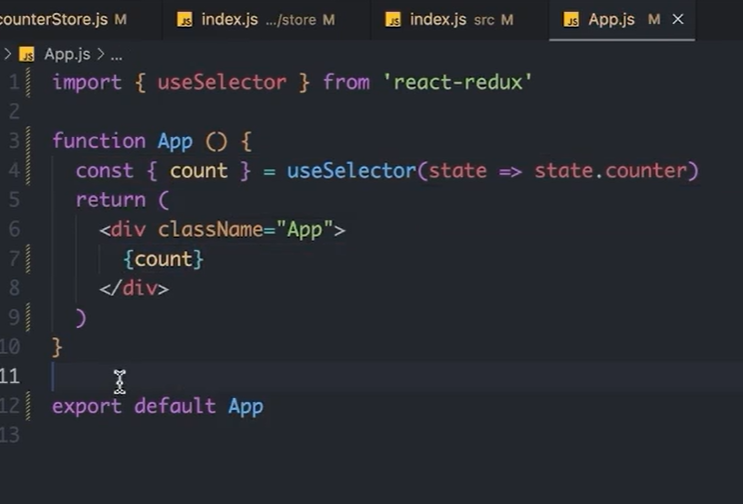 counterStore.js M JS index.js .../store M JS index.js src M JS App.js M ×
> JS App.js > ...
1 import { useSelector } from 'react-redux'
2
3 function App () {
4 const { count } = useSelector(state => state.counter)
5 return (
6 <div className="App">
7 {count}
8 </div>
9 )
10 }
11
12 export default App
13